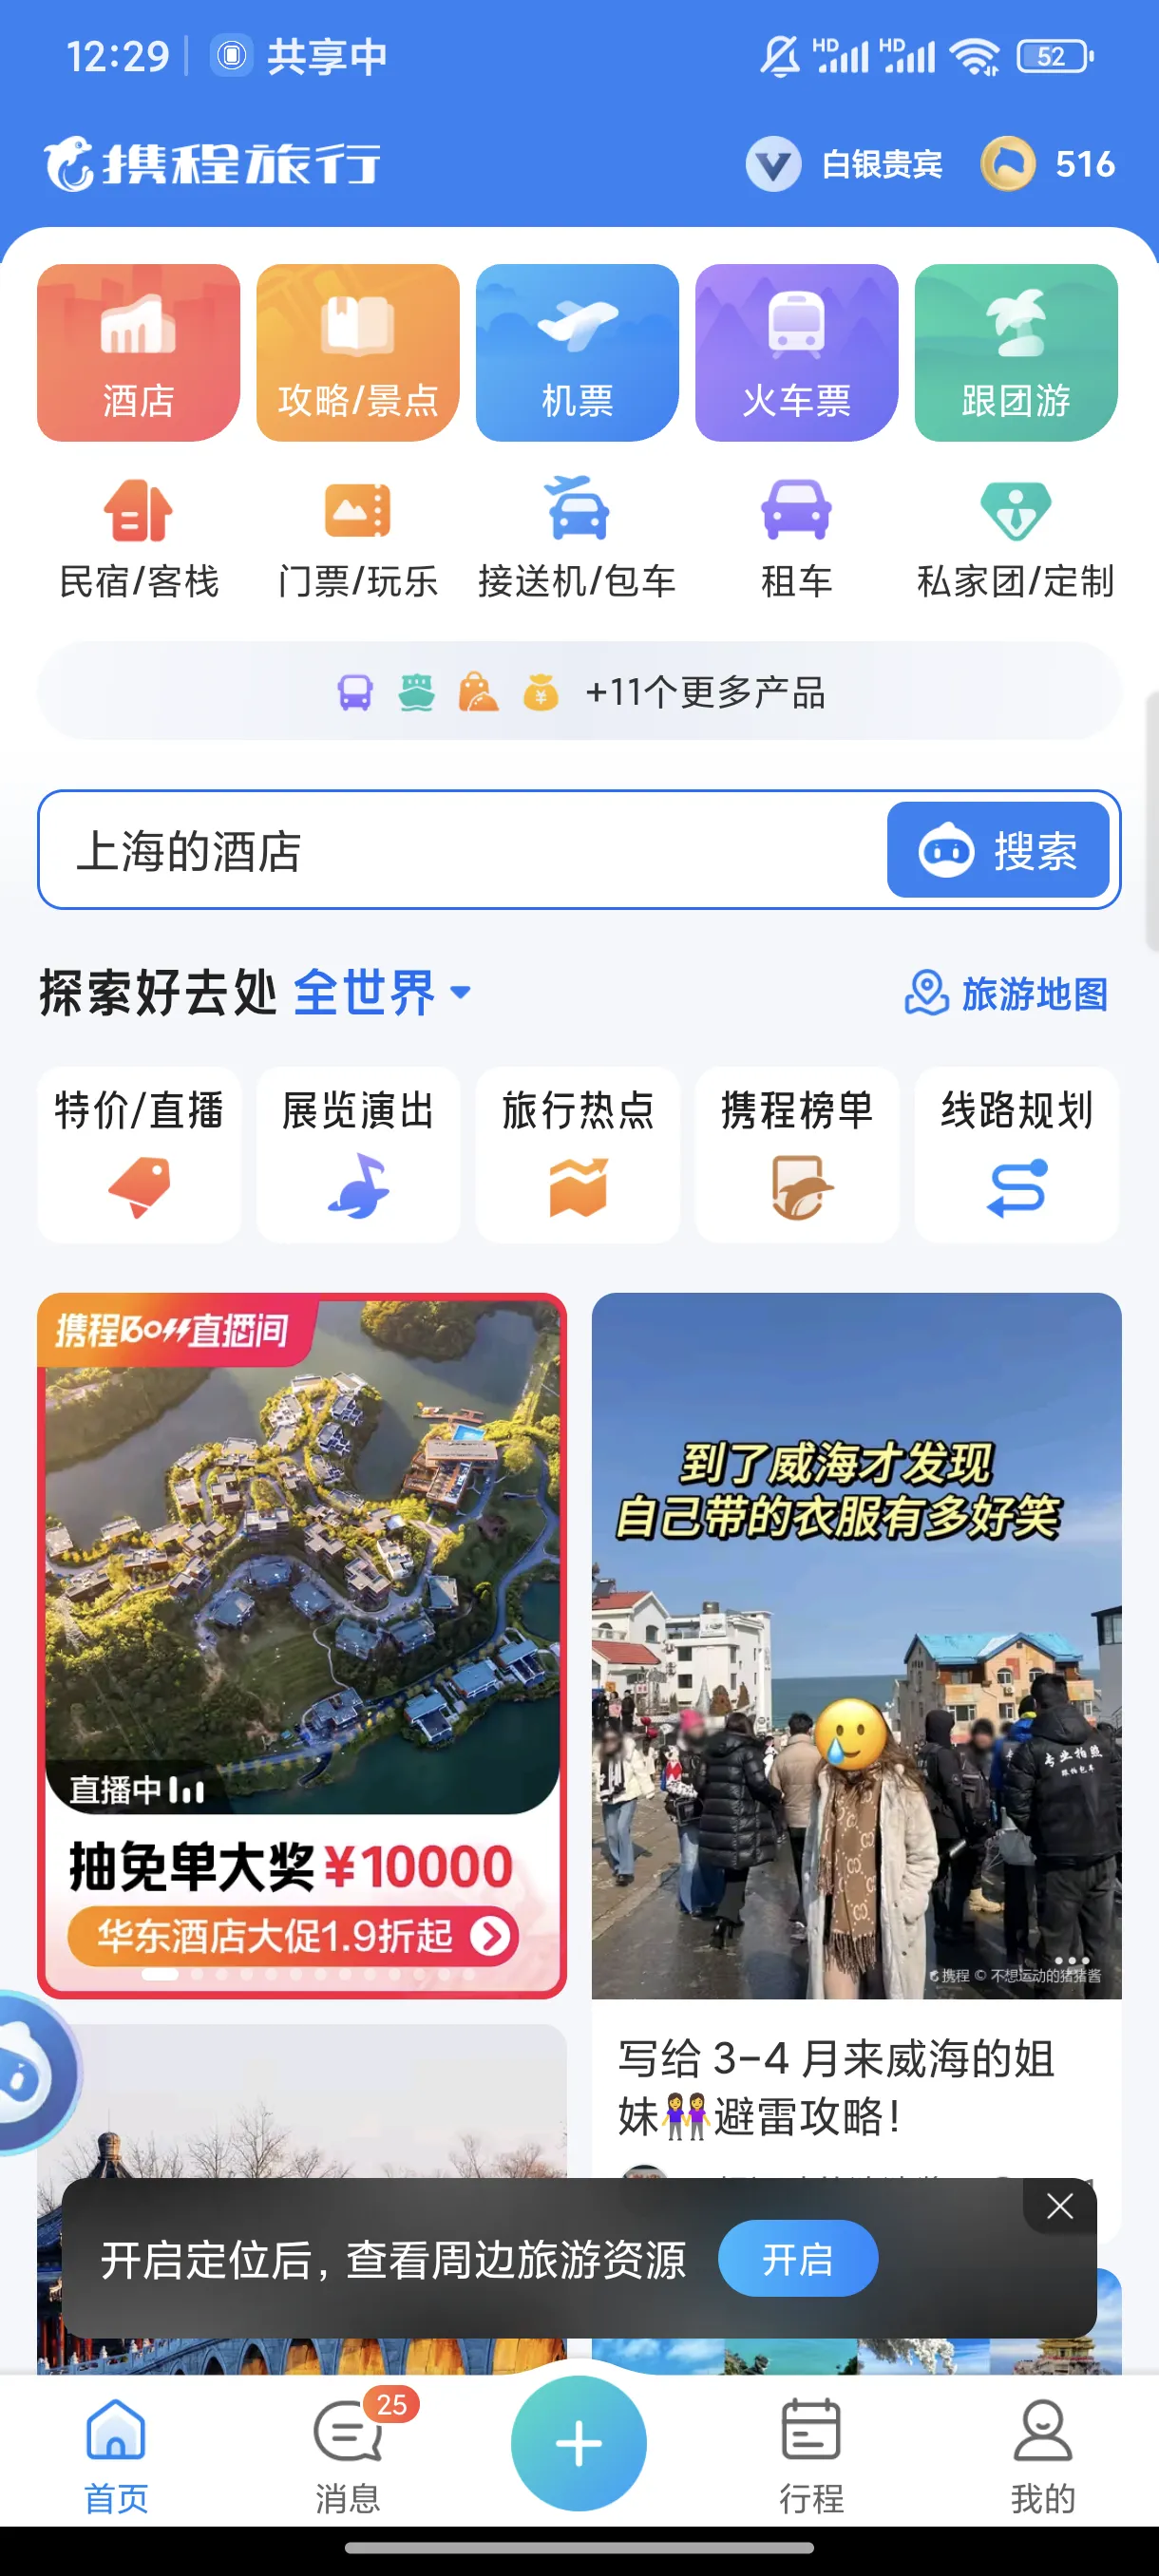 12:29
共享中
HD HD 52
携程旅行
白银贵宾
516
酒店
攻略/景点
机票
火车票
跟团游
民宿/客栈
门票/玩乐
接送机/包车
租车
私家团/定制
+11个更多产品
上海的酒店
搜索
探索好去处 全世界
旅游地图
特价/直播
展览演出
旅行热点
携程榜单
线路规划
携程Boss直播间
直播中
抽免单大奖¥10000
华东酒店大促1.9折起
到了威海才发现
自己带的衣服有多好笑
专业拍照
携程 © 不想运动的猪猪酱
写给 3-4 月来威海的姐
妹👭避雷攻略!
开启定位后, 查看周边旅游资源
开启
首页
25
消息
行程
我的